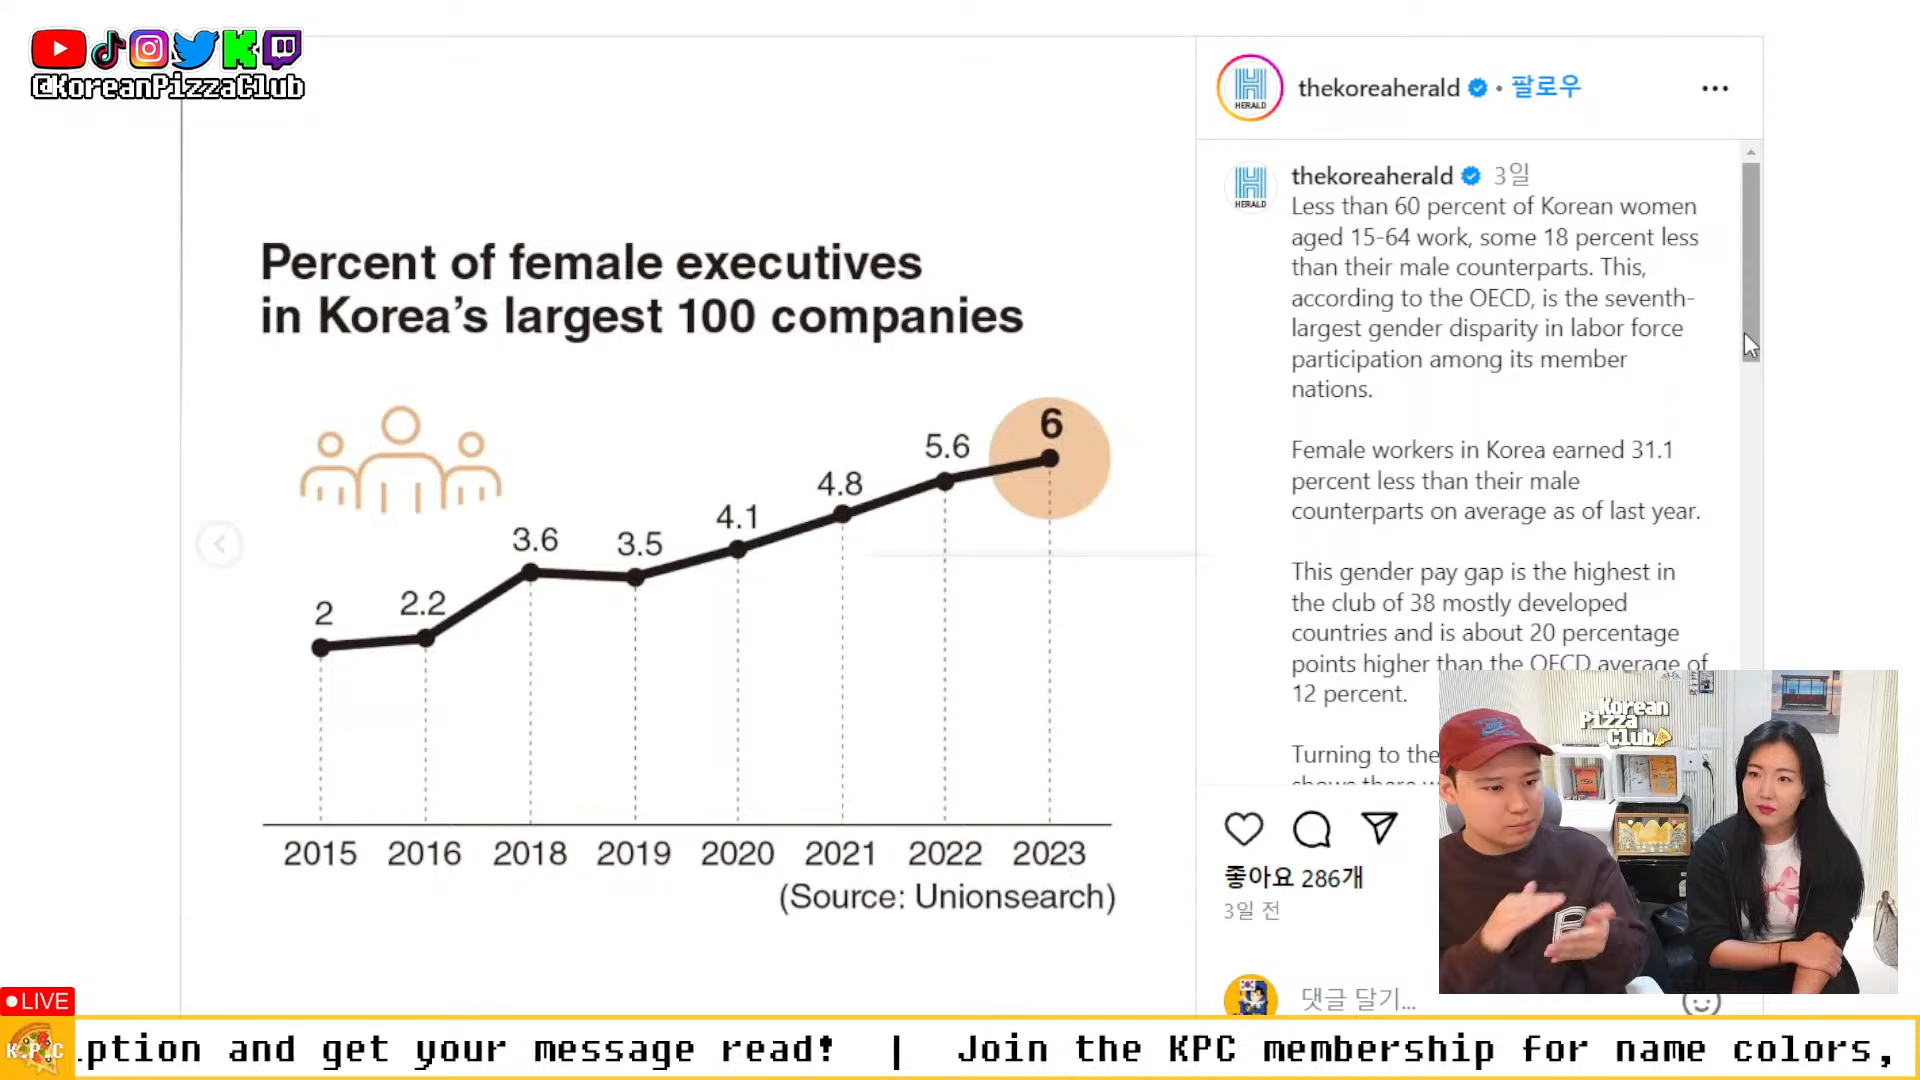 @KoreanPizzaClub
Percent of female executives
in Korea's largest 100 companies
2
2.2
3.6
3.5
4.1
4.8
5.6
6
2015 2016 2018 2019 2020 2021 2022 2023
(Source: Unionsearch)
HERALD
thekoreaherald • 팔로우
HERALD
thekoreaherald 3일
Less than 60 percent of Korean women
aged 15-64 work, some 18 percent less
than their male counterparts. This,
according to the OECD, is the seventh-
largest gender disparity in labor force
participation among its member
nations.
Female workers in Korea earned 31.1
percent less than their male
counterparts on average as of last year.
This gender pay gap is the highest in
the club of 38 mostly developed
countries and is about 20 percentage
points higher than the OECD average of
12 percent.
Turning to the
shows there
좋아요 286개
3일 전
댓글 달기...
Korean
Pizza
Club
LIVE
K.P.C
ption and get your message read! | Join the KPC membership for name colors,